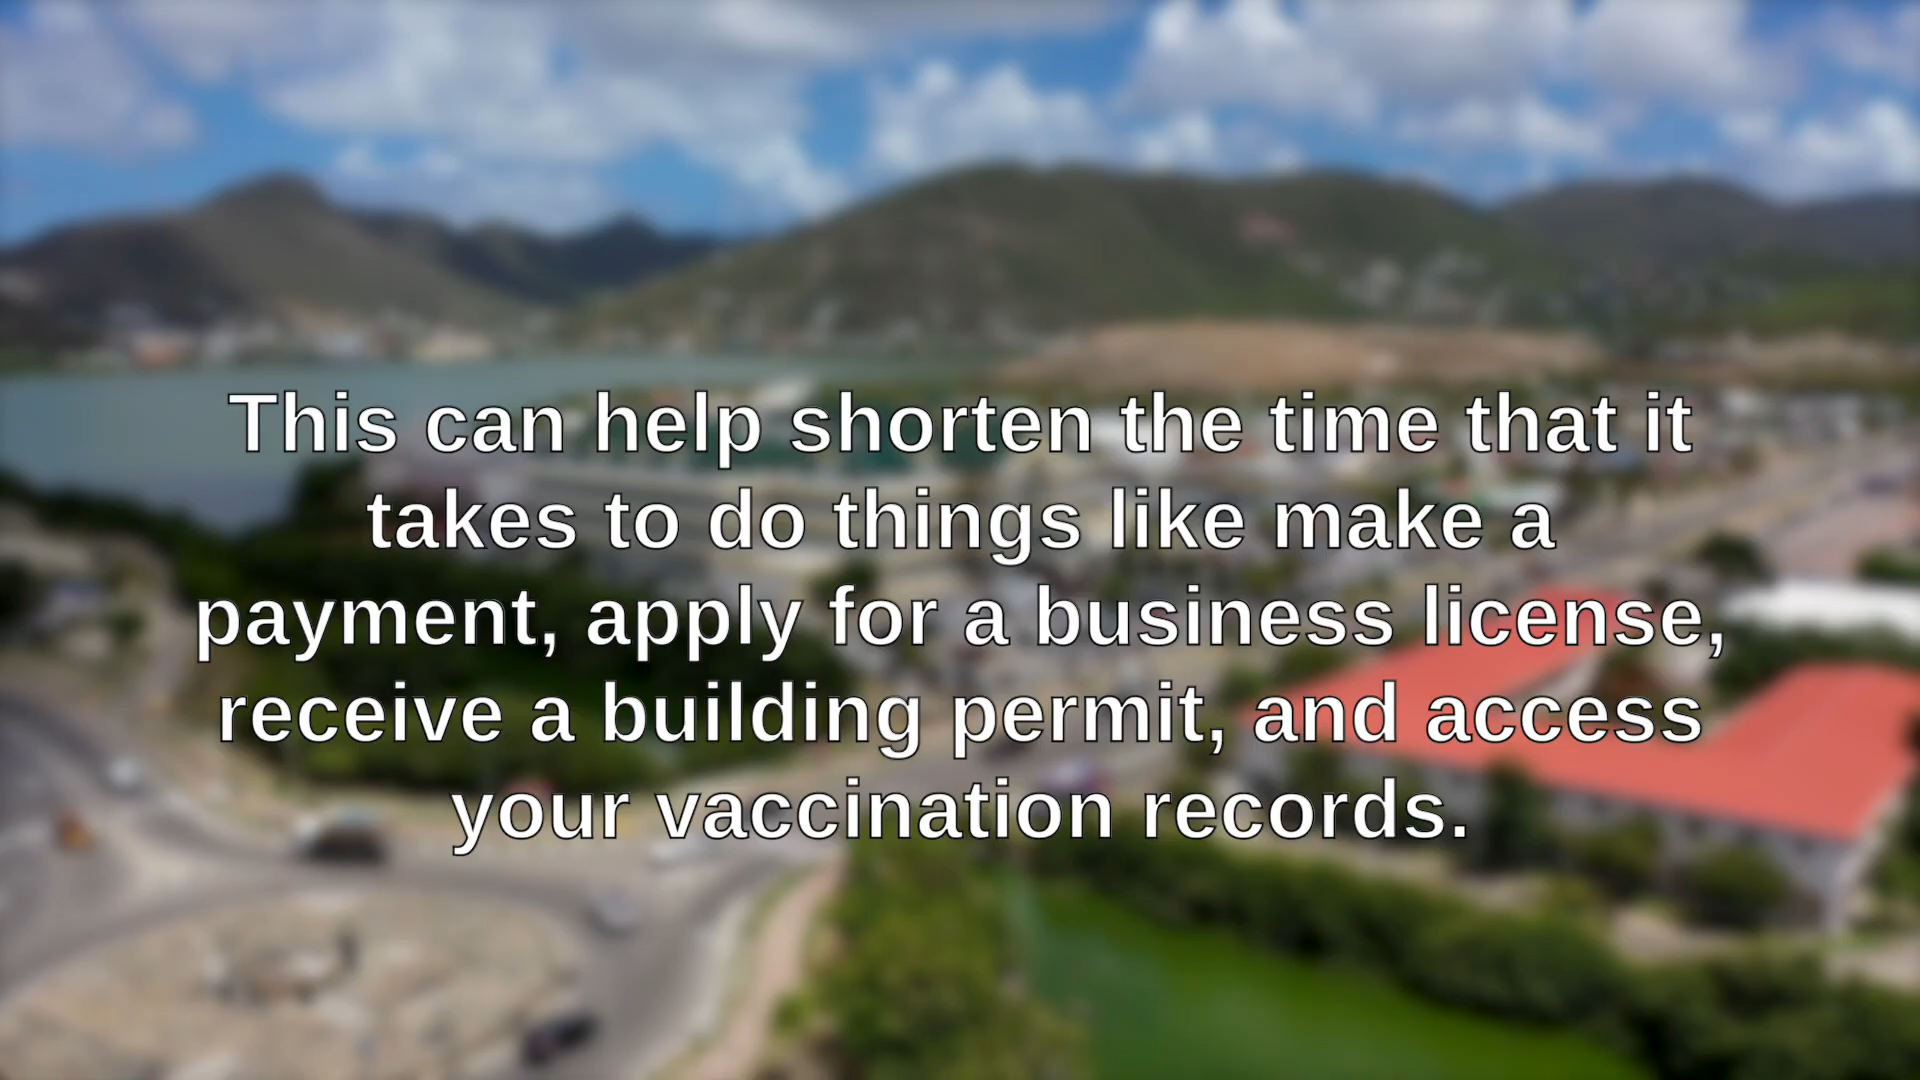 This can help shorten the time that it
takes to do things like make a
payment, apply for a business license,
receive a building permit, and access
your vaccination records.